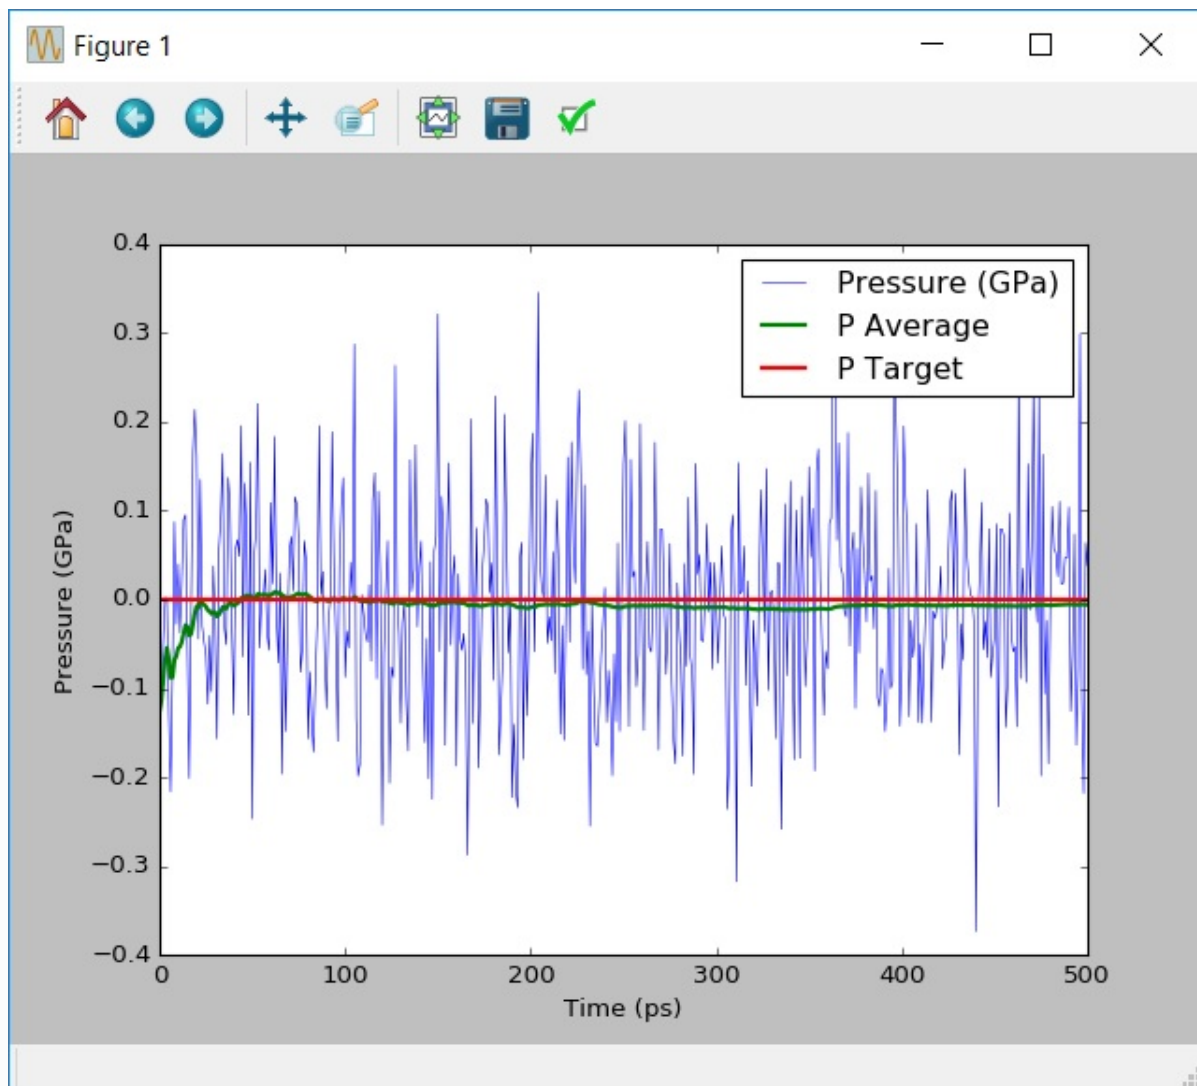 Figure 1
Pressure (GPa)
P Average
P Target
0.4
0.3
0.2
0.1
0.0
−0.1
−0.2
−0.3
−0.4
Pressure (GPa)
0 100 200 300 400 500
Time (ps)